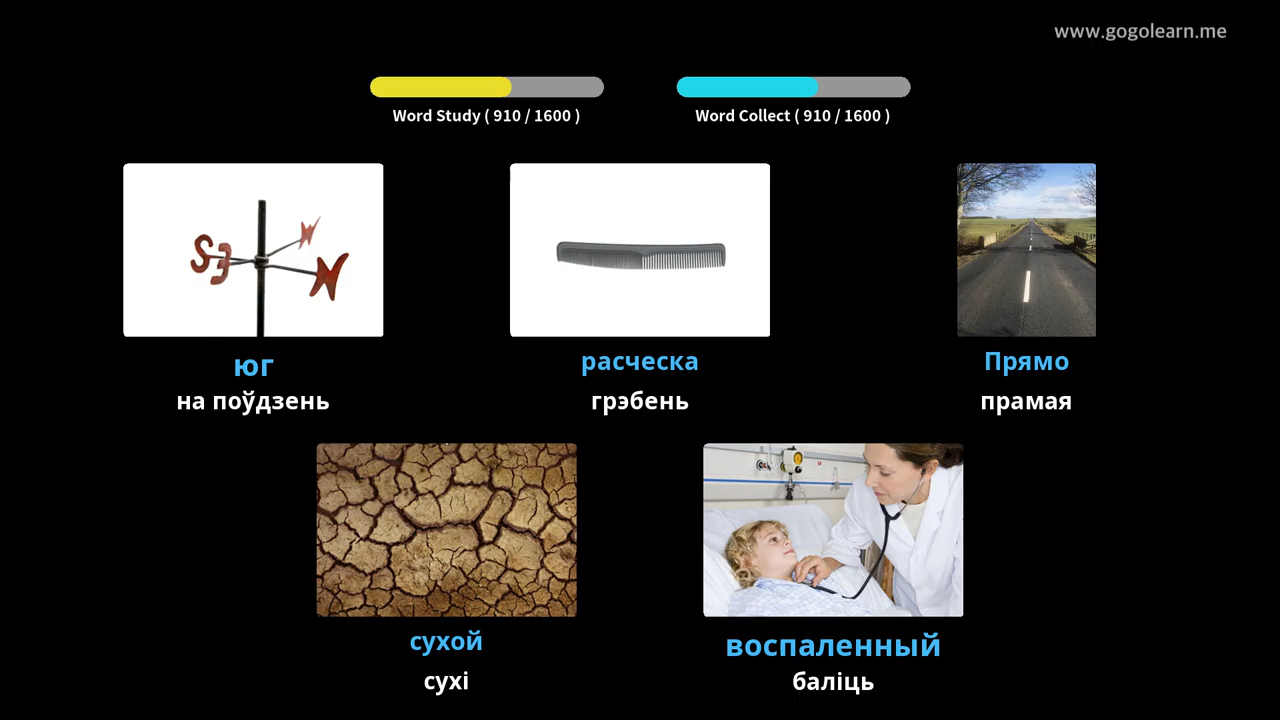 www.gogolearn.me
Word Study ( 910 / 1600 )
Word Collect ( 910 / 1600 )
S E N W
юг
на поўдзень
расческа
грэбень
Прямо
прамая
сухой
сухі
воспаленный
баліць